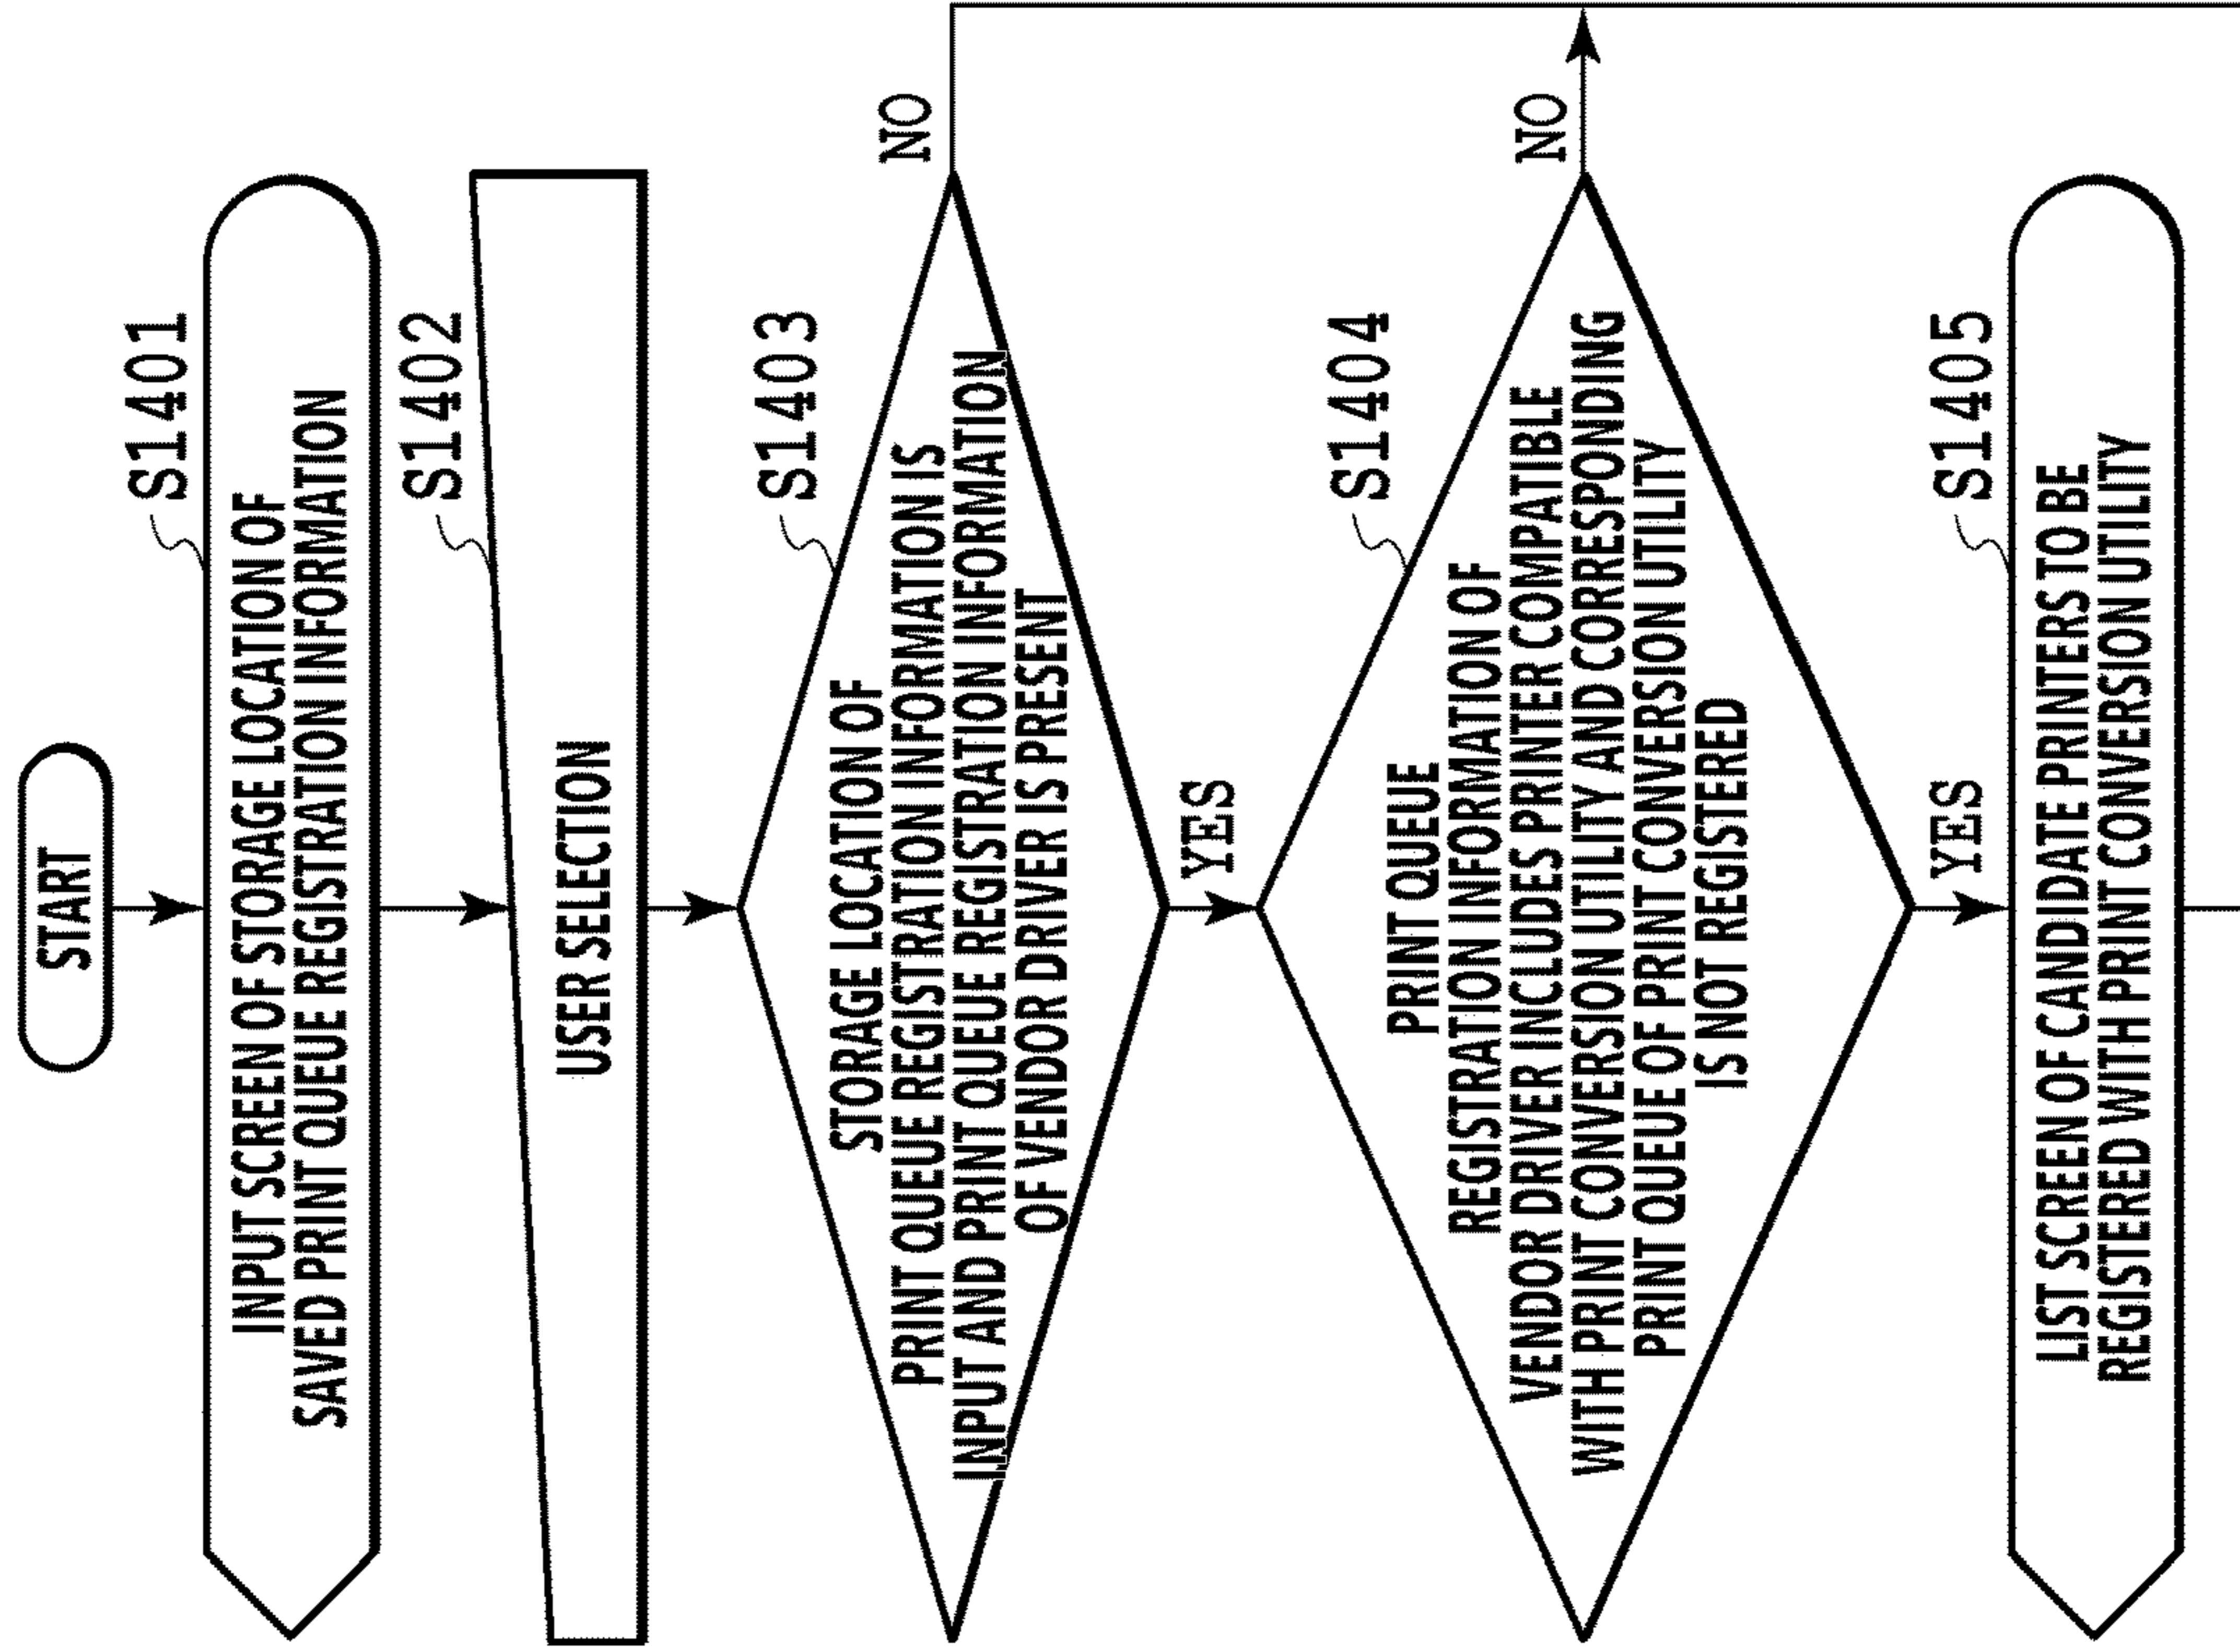 START
S1401
INPUT SCREEN OF STORAGE LOCATION OF
SAVED PRINT QUEUE REGISTRATION INFORMATION
S1402
USER SELECTION
S1403
STORAGE LOCATION OF
PRINT QUEUE REGISTRATION INFORMATION IS
INPUT AND PRINT QUEUE REGISTRATION INFORMATION
OF VENDOR DRIVER IS PRESENT
NO
YES
S1404
PRINT QUEUE
REGISTRATION INFORMATION OF
VENDOR DRIVER INCLUDES PRINTER COMPATIBLE
WITH PRINT CONVERSION UTILITY AND CORRESPONDING
PRINT QUEUE OF PRINT CONVERSION UTILITY
IS NOT REGISTERED
NO
YES
S1405
LIST SCREEN OF CANDIDATE PRINTERS TO BE
REGISTERED WITH PRINT CONVERSION UTILITY